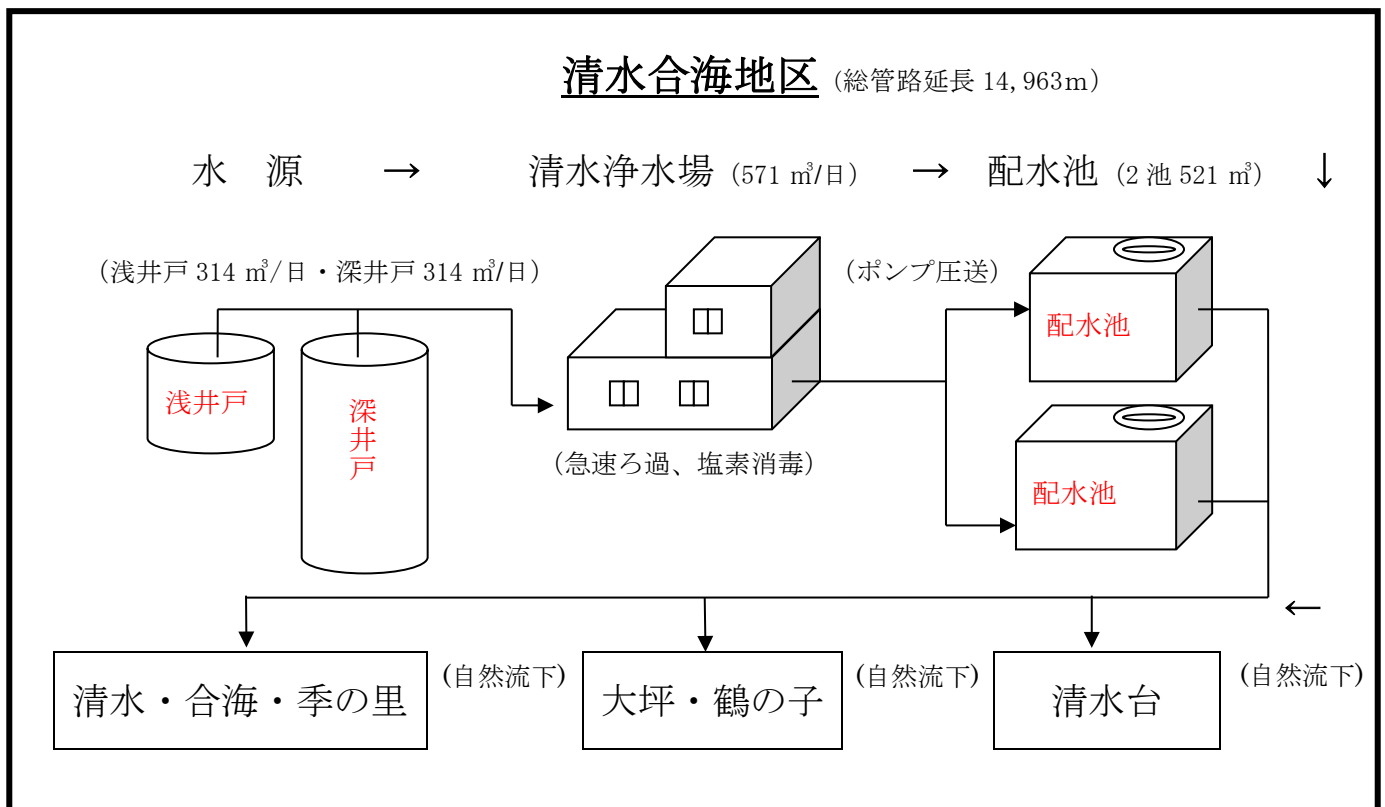 清水合海地区 (総管路延長 14,963m)
水 源 → 清水浄水場 (571 ㎥/日) → 配水池 (2 池 521 ㎥) ↓
(浅井戸 314 ㎥/日・深井戸 314 ㎥/日)
(ポンプ圧送)
浅井戸
深井戸
配水池
(急速ろ過、塩素消毒)
配水池
←
清水・合海・季の里
(自然流下)
大坪・鶴の子
(自然流下)
清水台
(自然流下)